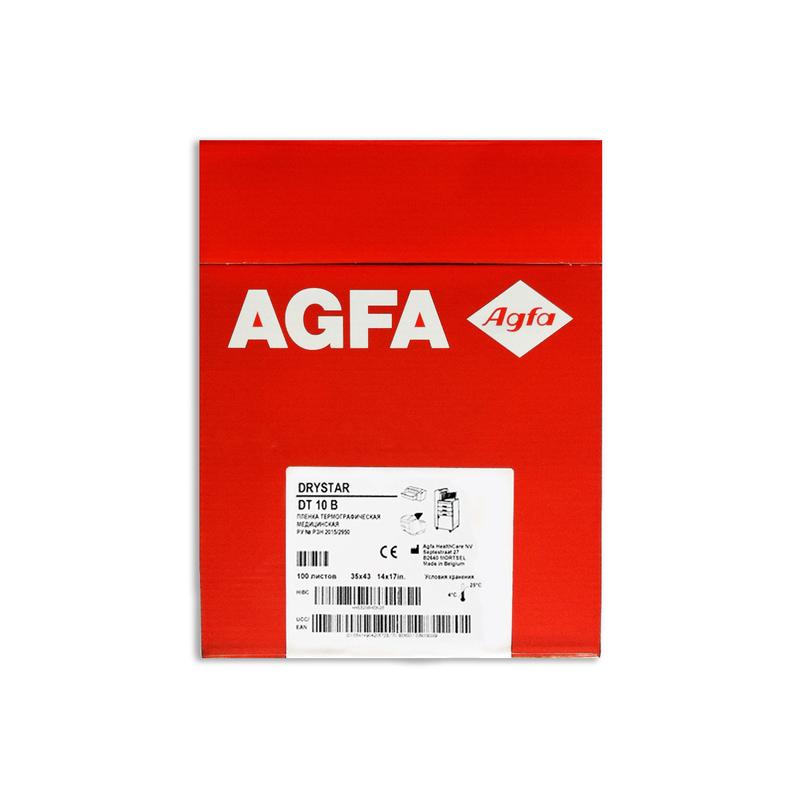 AGFA
Agfa
DRYSTAR
DT 10 B
ПЛЕНКА ТЕРМОГРАФИЧЕСКАЯ
МЕДИЦИНСКАЯ
РУ № РЗН 2015/2950
CE
Agfa HealthCare NV
Septestraat 27
B2640 MORTSEL
Made in Belgium
100 листов 35x43 14x17in. Условия хранения
25°C
4°C
HIBC
UCC/
EAN